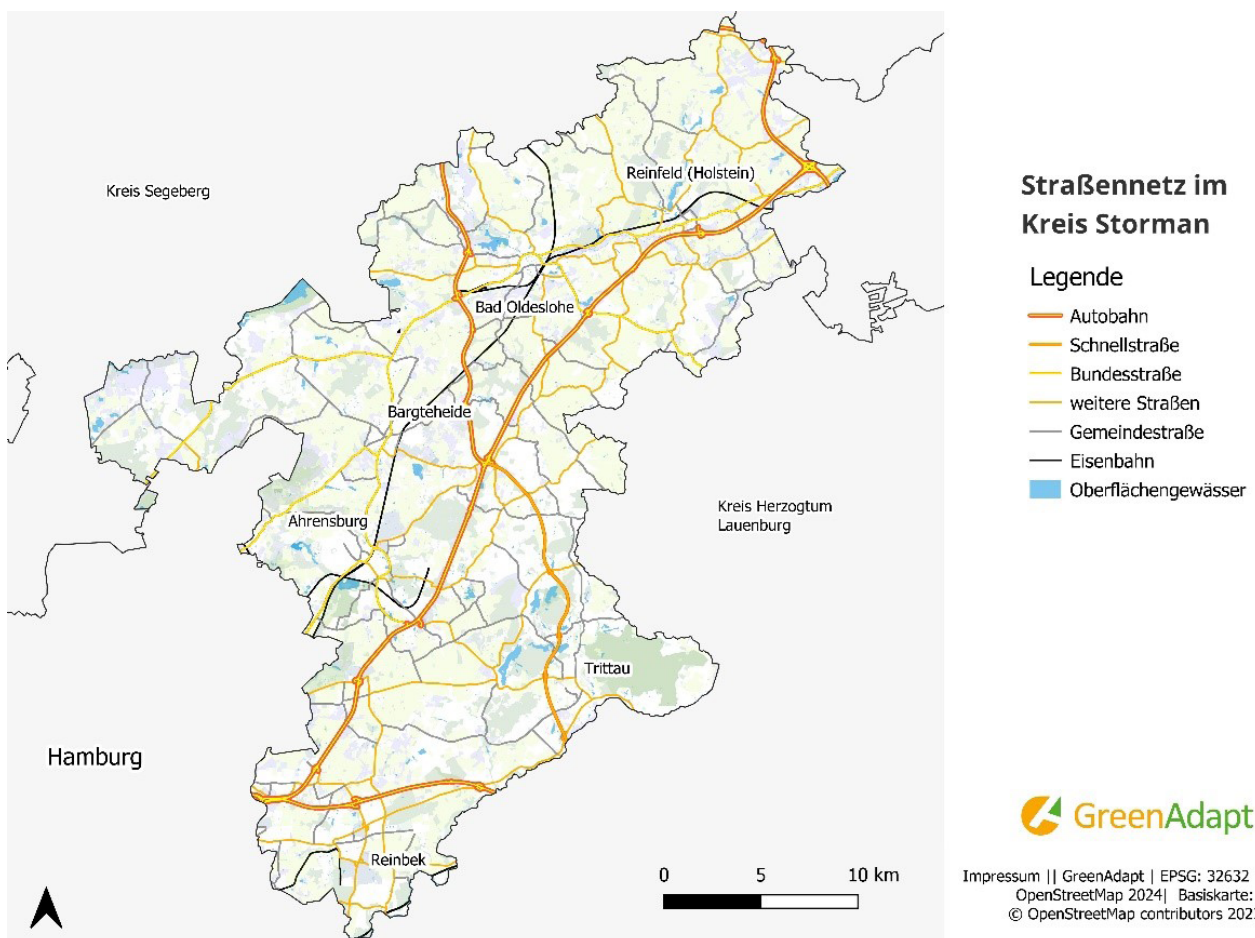 Kreis Segeberg
Reinfeld (Holstein)
Bad Oldeslohe
Bargteheide
Ahrensburg
Kreis Herzogtum
Lauenburg
Trittau
Hamburg
Reinbek
0 5 10 km
Straßennetz im
Kreis Storman
Legende
Autobahn
Schnellstraße
Bundesstraße
weitere Straßen
Gemeindestraße
Eisenbahn
Oberflächengewässer
GreenAdapt
Impressum || GreenAdapt | EPSG: 32632
OpenStreetMap 2024| Basiskarte:
© OpenStreetMap contributors